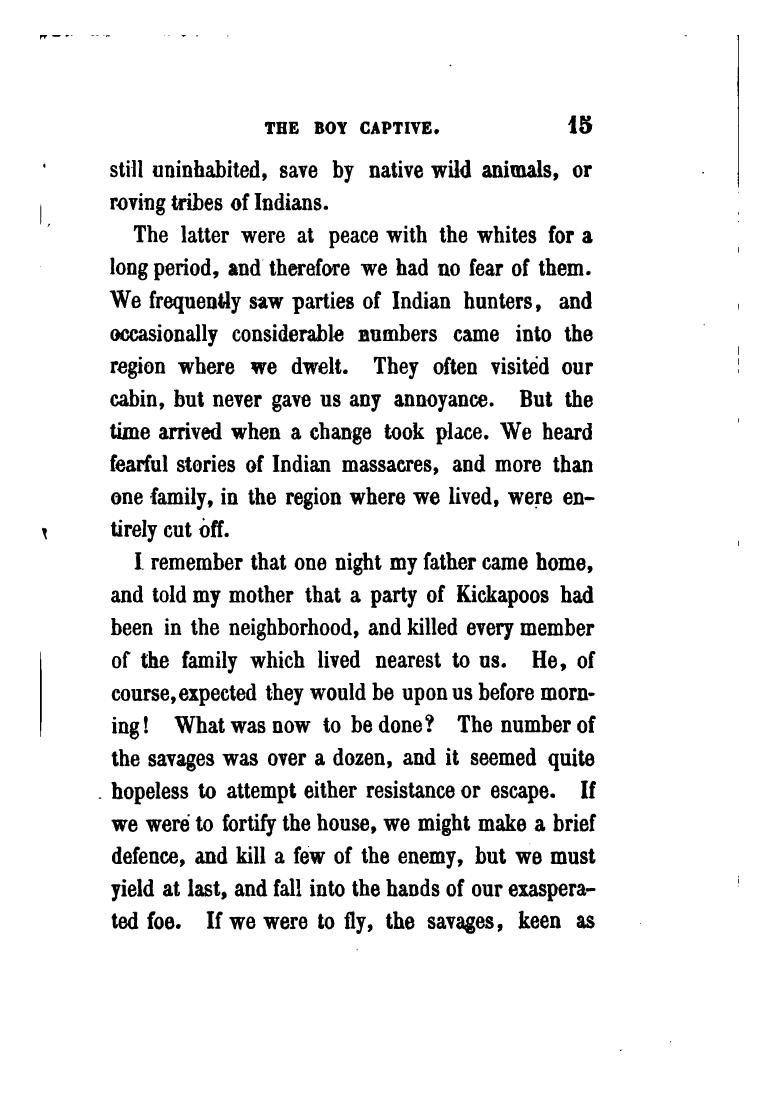 THE BOY CAPTIVE. 15
still uninhabited, save by native wild animals, or
roving tribes of Indians.
The latter were at peace with the whites for a
long period, and therefore we had no fear of them.
We frequently saw parties of Indian hunters, and
occasionally considerable numbers came into the
region where we dwelt. They often visited our
cabin, but never gave us any annoyance. But the
time arrived when a change took place. We heard
fearful stories of Indian massacres, and more than
one family, in the region where we lived, were en-
tirely cut off.
I remember that one night my father came home,
and told my mother that a party of Kickapoos had
been in the neighborhood, and killed every member
of the family which lived nearest to us. He, of
course, expected they would be upon us before morn-
ing! What was now to be done? The number of
the savages was over a dozen, and it seemed quite
hopeless to attempt either resistance or escape. If
we were to fortify the house, we might make a brief
defence, and kill a few of the enemy, but we must
yield at last, and fall into the hands of our exaspera-
ted foe. If we were to fly, the savages, keen as